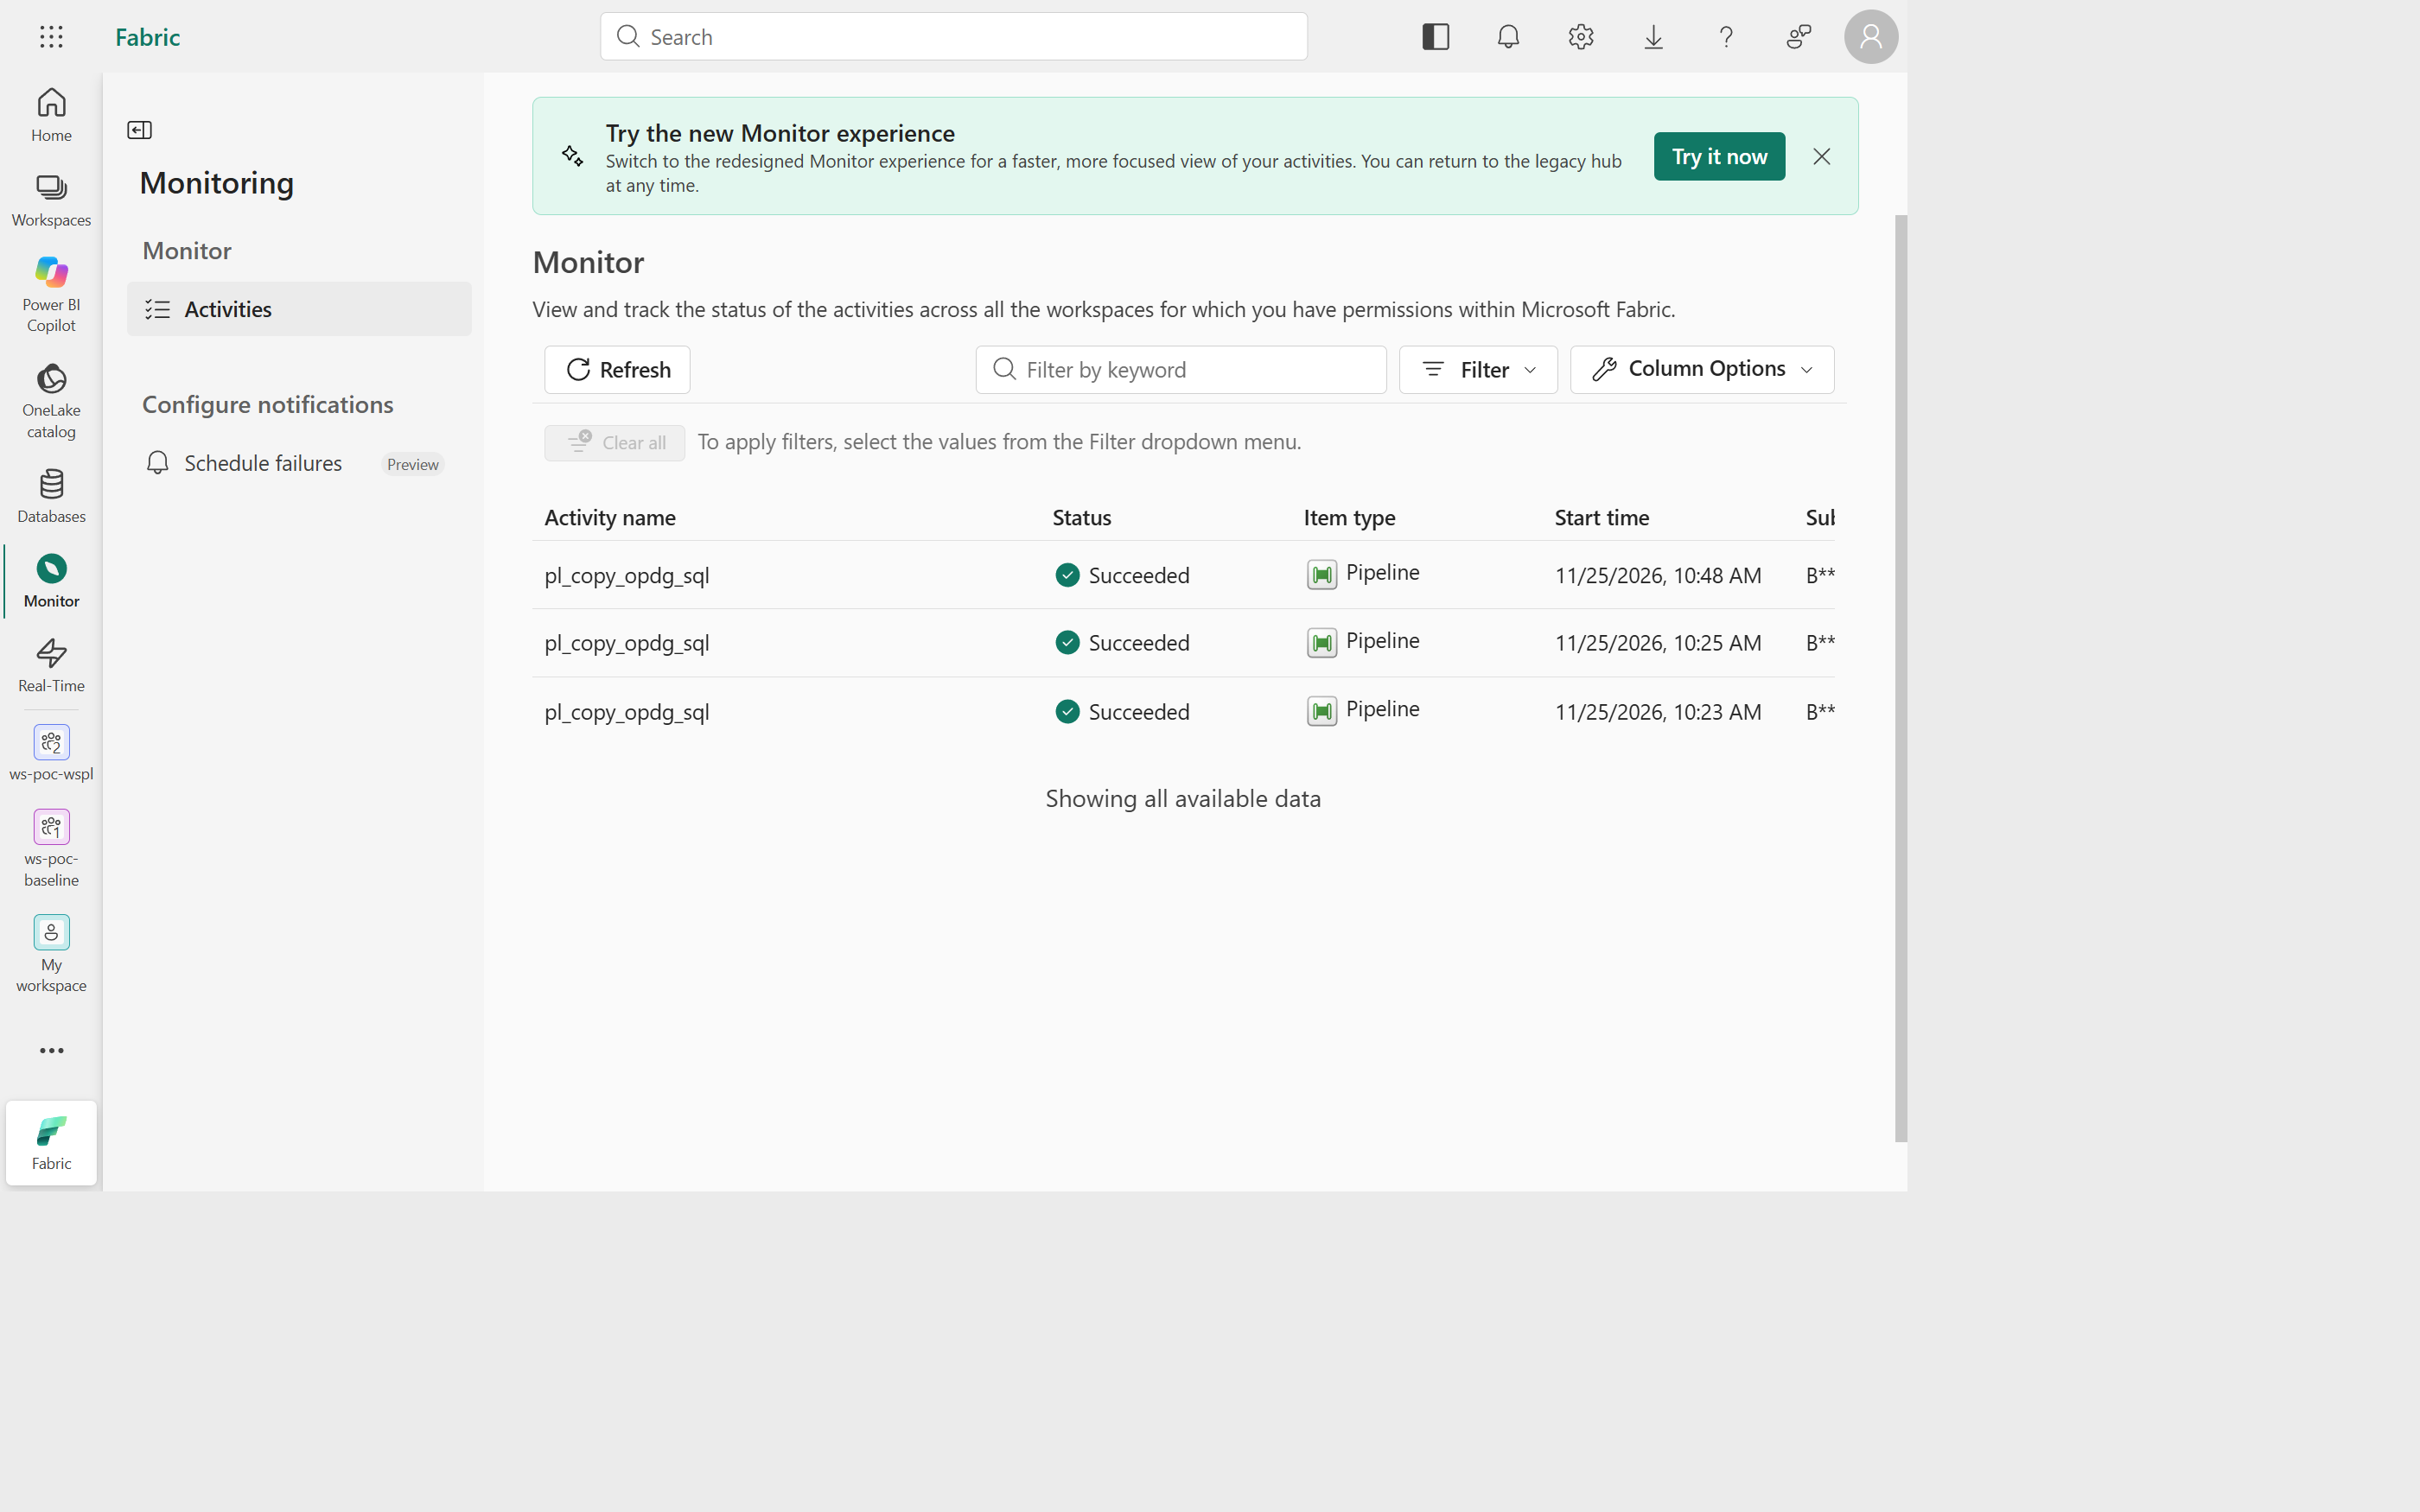 Fabric
Search
Home
Workspaces
Power BI
Copilot
OneLake
catalog
Databases
Monitor
Real-Time
2
ws-poc-wspl
1
ws-poc-
baseline
My
workspace
Fabric
Monitoring
Monitor
Activities
Configure notifications
Schedule failures Preview
Try the new Monitor experience
Switch to the redesigned Monitor experience for a faster, more focused view of your activities. You can return to the legacy hub
at any time.
Try it now
Monitor
View and track the status of the activities across all the workspaces for which you have permissions within Microsoft Fabric.
Refresh Filter by keyword Filter Column Options
Clear all To apply filters, select the values from the Filter dropdown menu.
Activity name Status Item type Start time Sub
pl_copy_opdg_sql Succeeded Pipeline 11/25/2026, 10:48 AM B**
pl_copy_opdg_sql Succeeded Pipeline 11/25/2026, 10:25 AM B**
pl_copy_opdg_sql Succeeded Pipeline 11/25/2026, 10:23 AM B**
Showing all available data